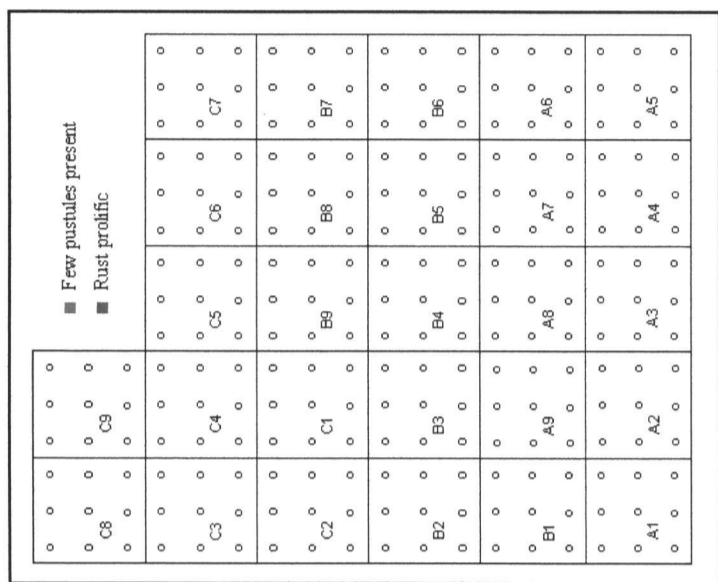 A1 B1 B2 C2 C3 C8
A2 A9 B3 C1 C4 C9
A3 A8 B4 B9 C5
A4 A7 B5 B8 C6
A5 A6 B6 B7 C7
Few pustules present
Rust prolific